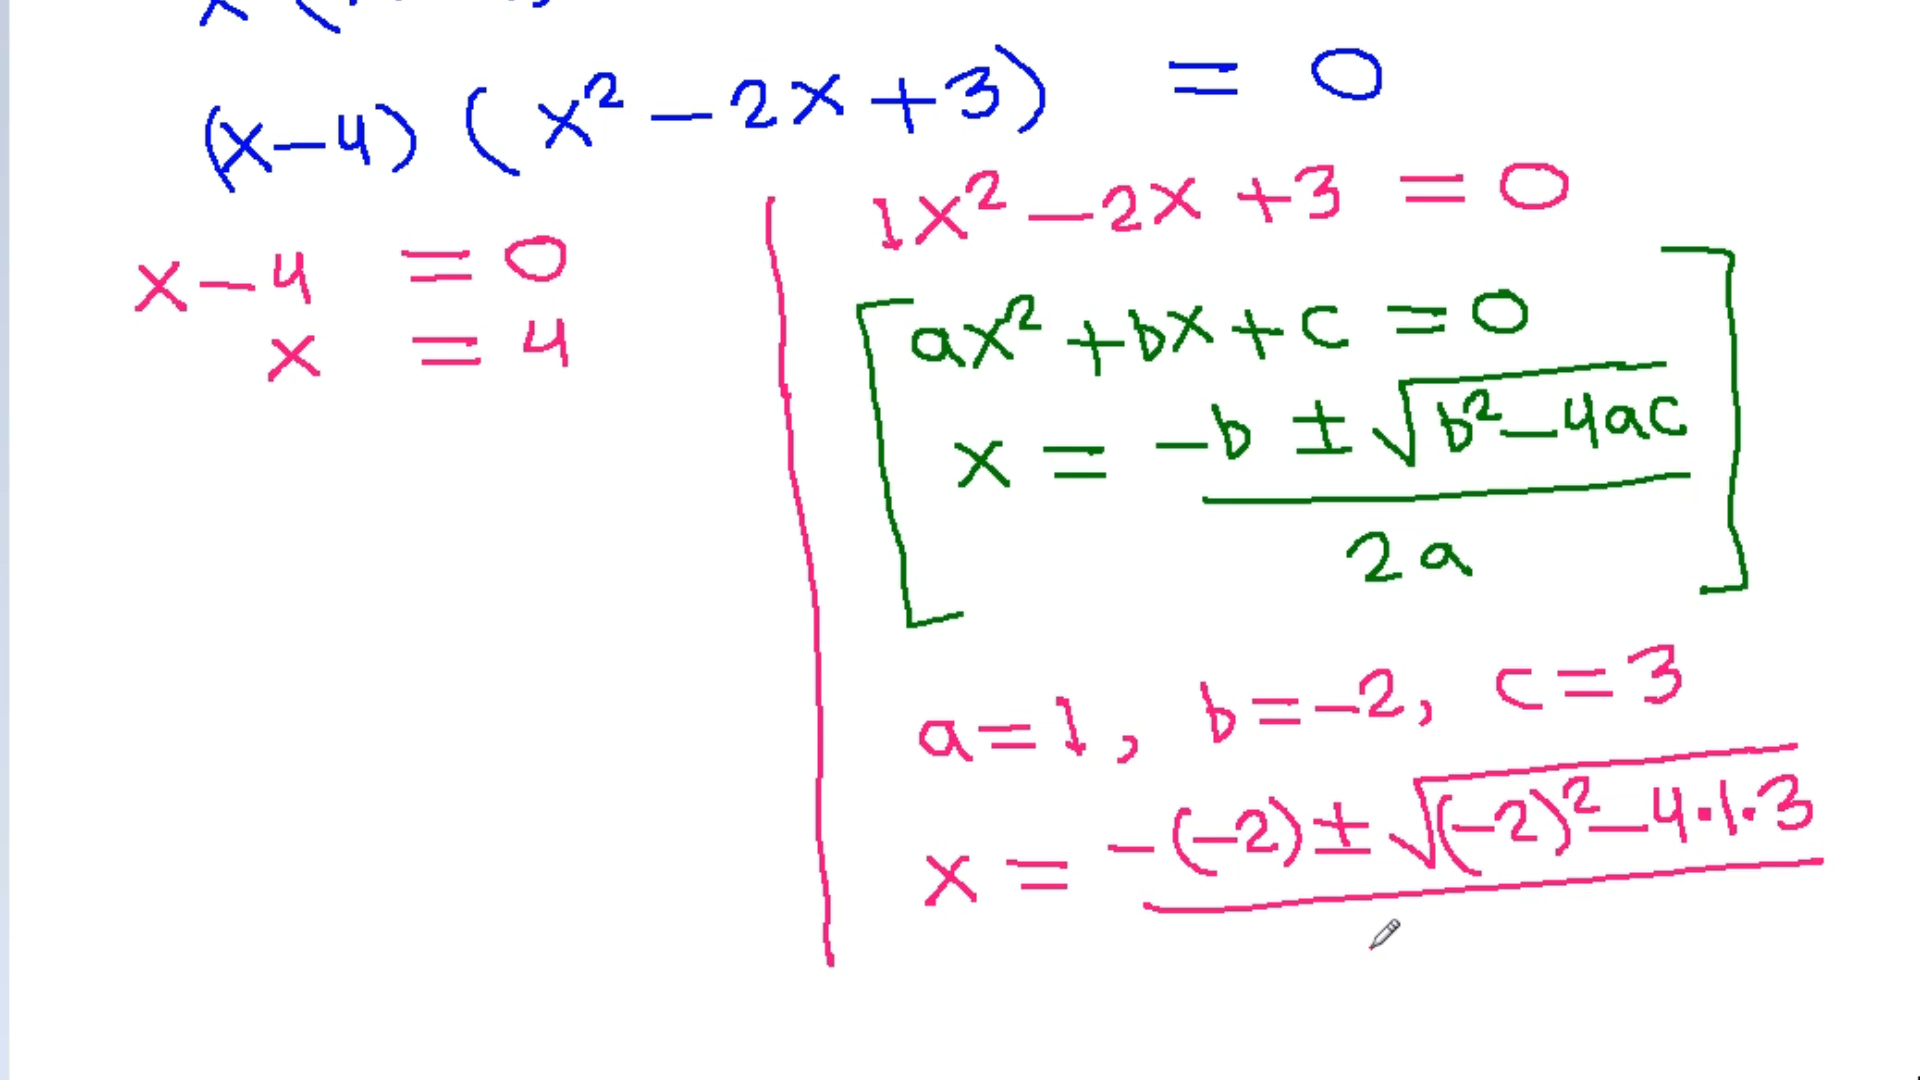 (x-4) (x² - 2x + 3) = 0
x - 4 = 0
x = 4
1x² - 2x + 3 = 0
[ax² + bx + c = 0
x = (-b ± √(b² - 4ac)) / 2a]
a = 1, b = -2, c = 3
x = -(-2) ± √((-2)² - 4·1·3)